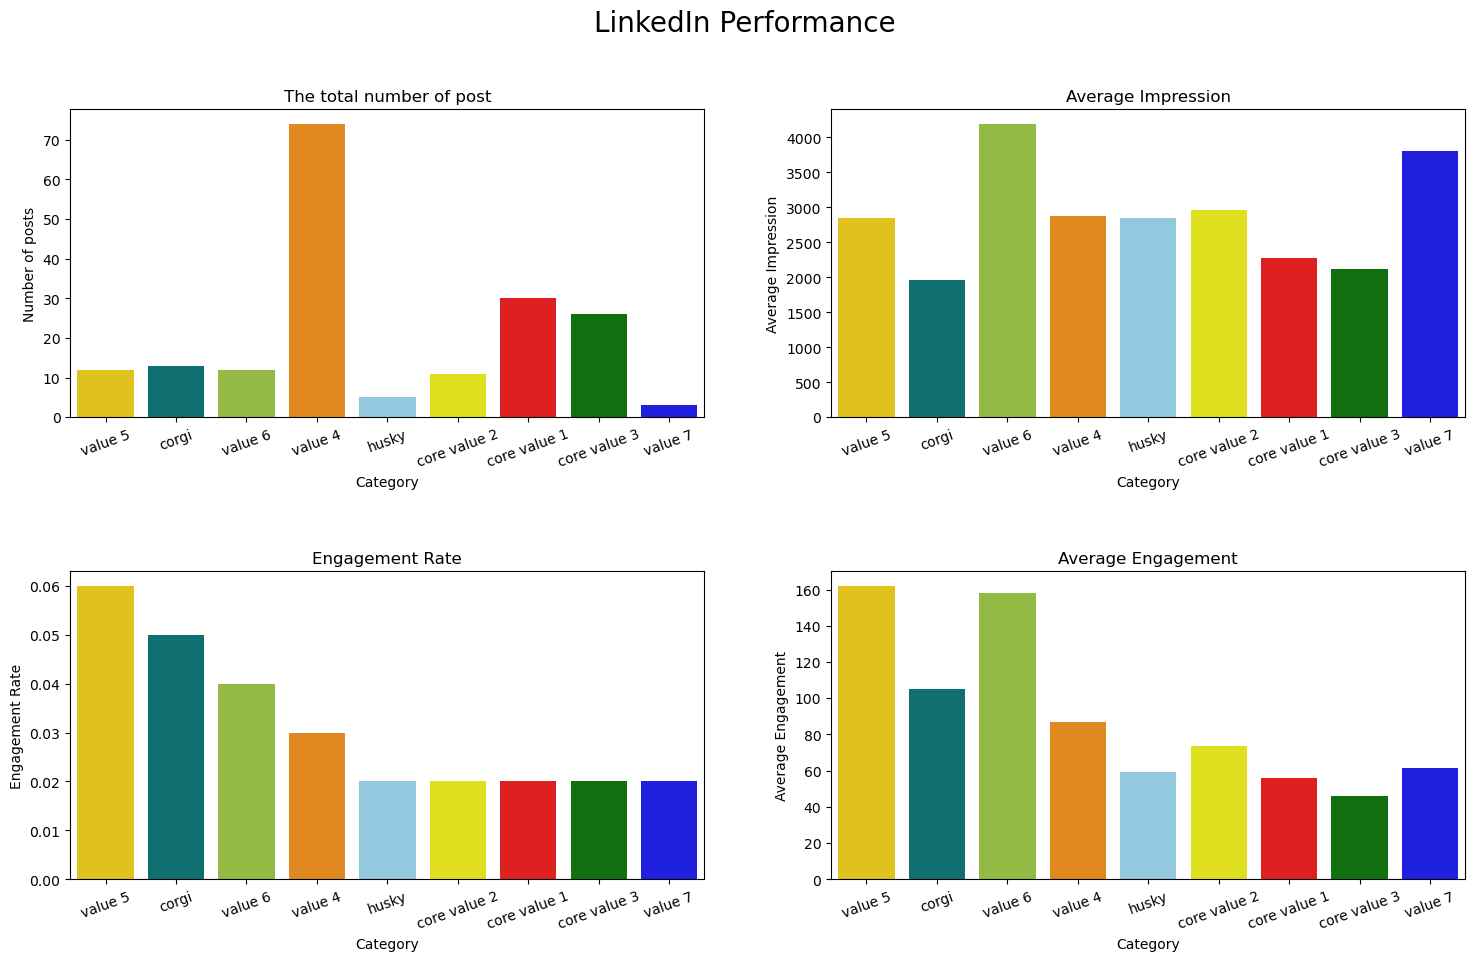 LinkedIn Performance
The total number of post
Number of posts
70
60
50
40
30
20
10
0
value 5 corgi value 6 value 4 husky core value 2 core value 1 core value 3 value 7
Category
Average Impression
Average Impression
4000
3500
3000
2500
2000
1500
1000
500
0
value 5 corgi value 6 value 4 husky core value 2 core value 1 core value 3 value 7
Category
Engagement Rate
Engagement Rate
0.06
0.05
0.04
0.03
0.02
0.01
0.00
value 5 corgi value 6 value 4 husky core value 2 core value 1 core value 3 value 7
Category
Average Engagement
Average Engagement
160
140
120
100
80
60
40
20
0
value 5 corgi value 6 value 4 husky core value 2 core value 1 core value 3 value 7
Category